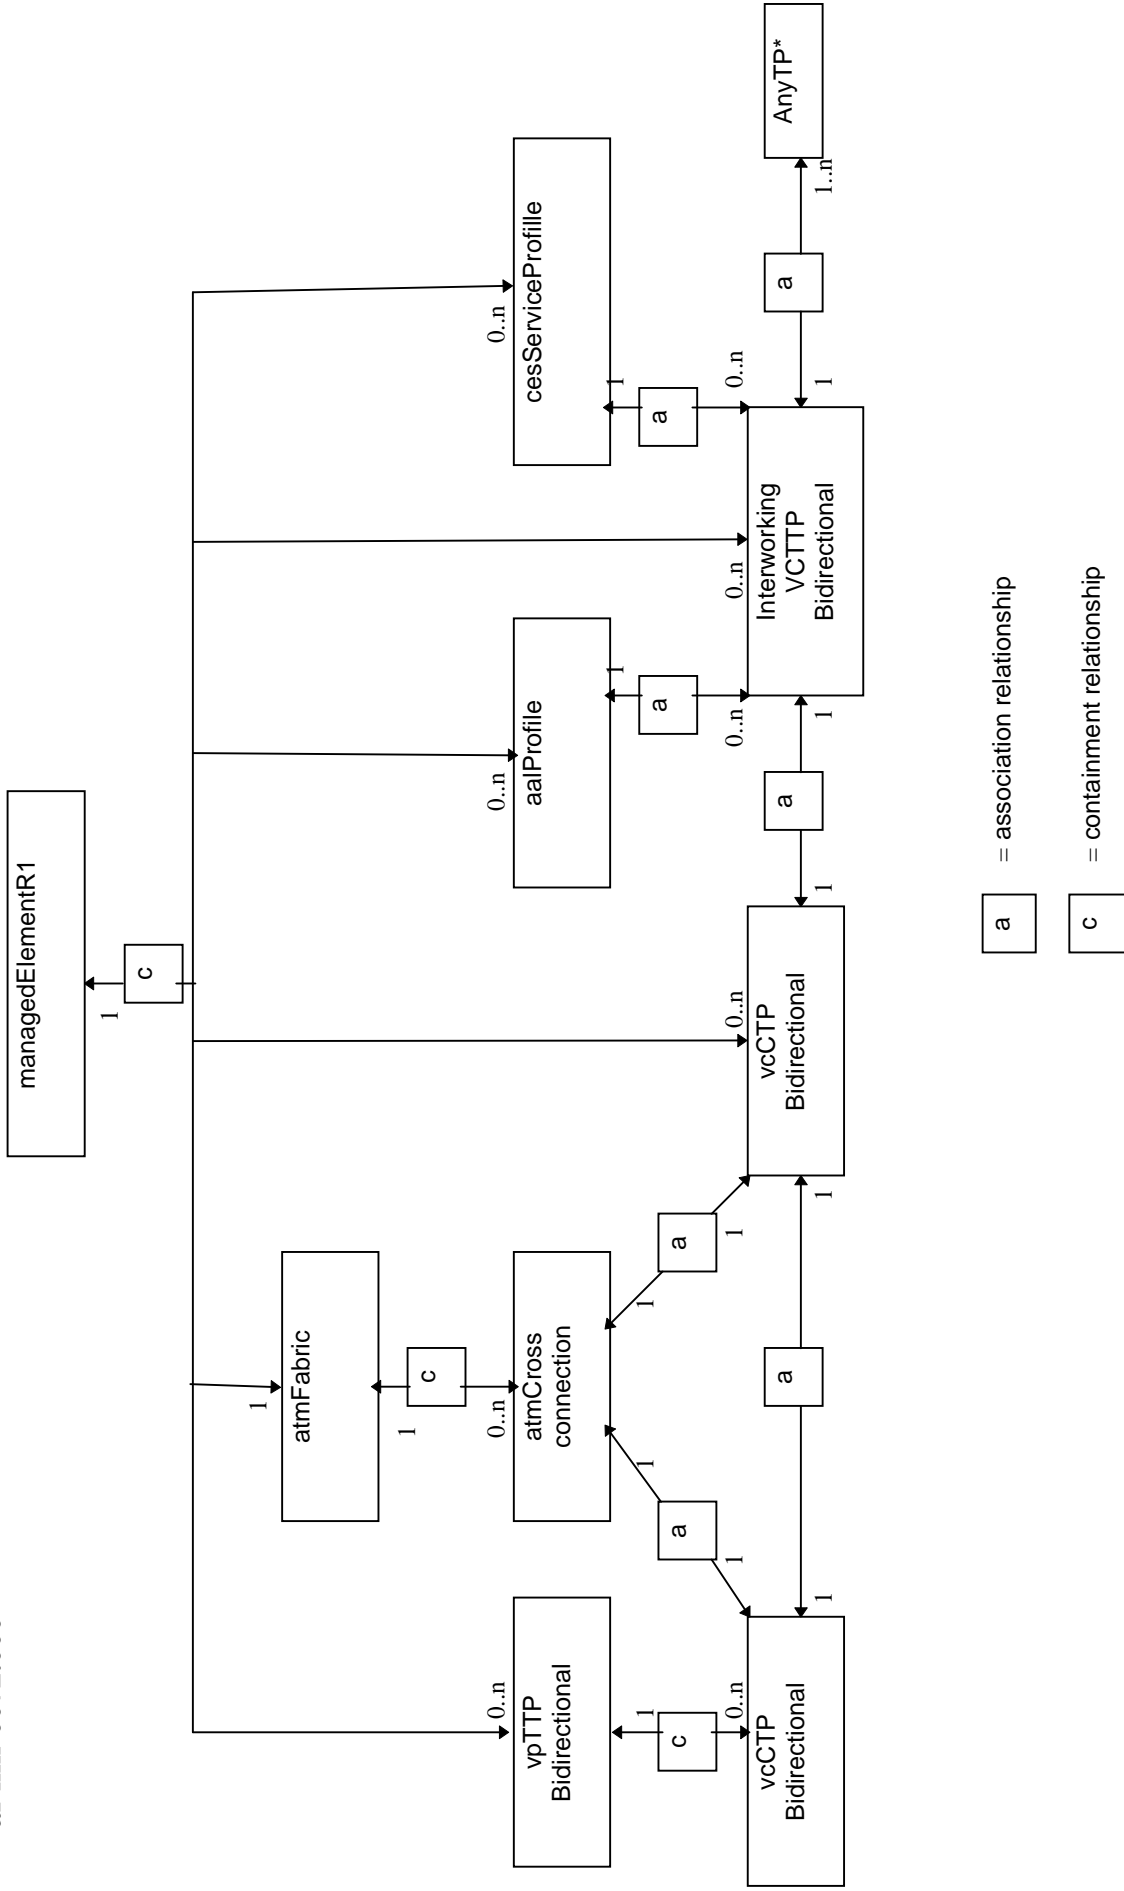 managedElementR1
1
c
0..n
vpTTP
Bidirectional
1
atmFabric
1
c
0..n
atmCross
connection
0..n
aalProfile
0..n
cesServiceProfille
1
c
0..n
1
a
1
1
a
1
0..n
1
a
0..n
0..n
1
a
0..n
vcCTP
Bidirectional
1
a
1
vcCTP
Bidirectional
1
a
1
Interworking
VCTTP
Bidirectional
1
a
1..n
AnyTP*
a
= association relationship
c
= containment relationship